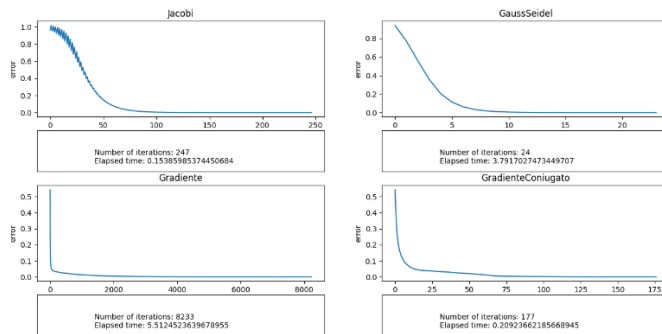 Jacobi
1.0
0.8
0.6
0.4
0.2
0.0
error
0 50 100 150 200 250
Number of iterations: 247
Elapsed time: 0.15385985374450684
GaussSeidel
0.8
0.6
0.4
0.2
0.0
error
0 5 10 15 20
Number of iterations: 24
Elapsed time: 3.7917027473449707
Gradiente
0.5
0.4
0.3
0.2
0.1
0.0
error
0 2000 4000 6000 8000
Number of iterations: 8233
Elapsed time: 5.5124523639678955
GradienteConiugato
0.5
0.4
0.3
0.2
0.1
0.0
error
0 25 50 75 100 125 150 175
Number of iterations: 177
Elapsed time: 0.20923662185668945